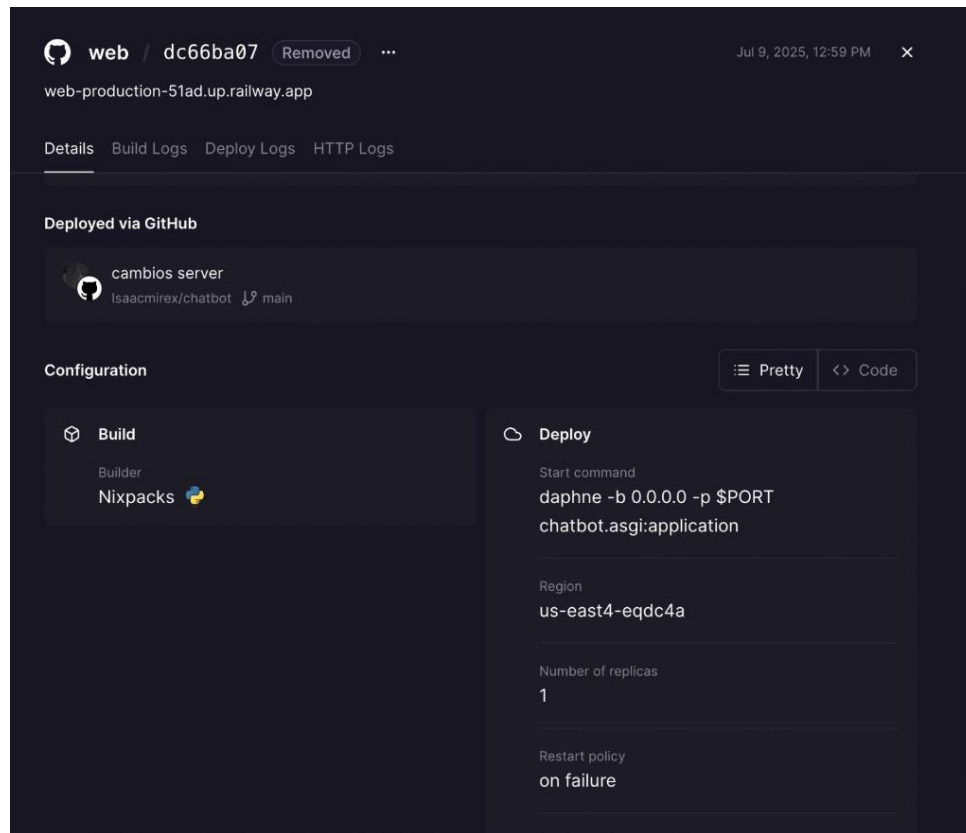 web / dc66ba07 Removed ...
Jul 9, 2025, 12:59 PM
web-production-51ad.up.railway.app
Details Build Logs Deploy Logs HTTP Logs
Deployed via GitHub
cambios server
Isaacmirex/chatbot main
Configuration
Pretty <> Code
Build
Builder
Nixpacks
Deploy
Start command
daphne -b 0.0.0.0 -p $PORT
chatbot.asgi:application
Region
us-east4-eqdc4a
Number of replicas
1
Restart policy
on failure